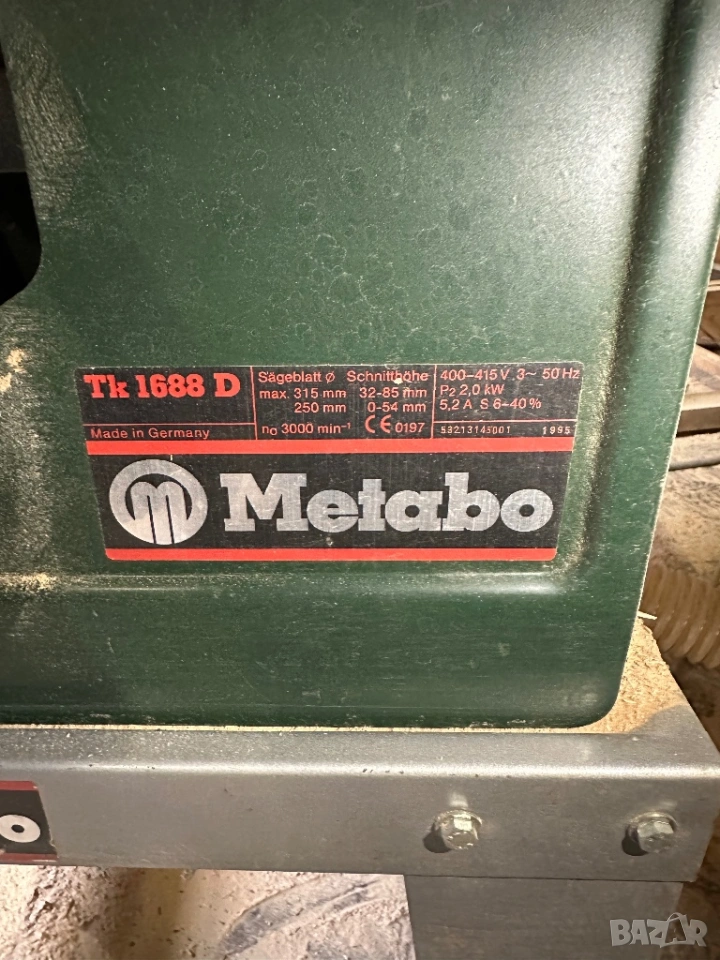 Tk 1688 D
Made in Germany
Sägeblatt ø Schnitthöhe
max. 315 mm 32-85 mm
250 mm 0-54 mm
n₀ 3000 min⁻¹ CE 0197
400-415 V 3~ 50 Hz
P₂ 2,0 kW
5,2 A S 6-40 %
53213145001 1995
Metabo
o
BAZAR